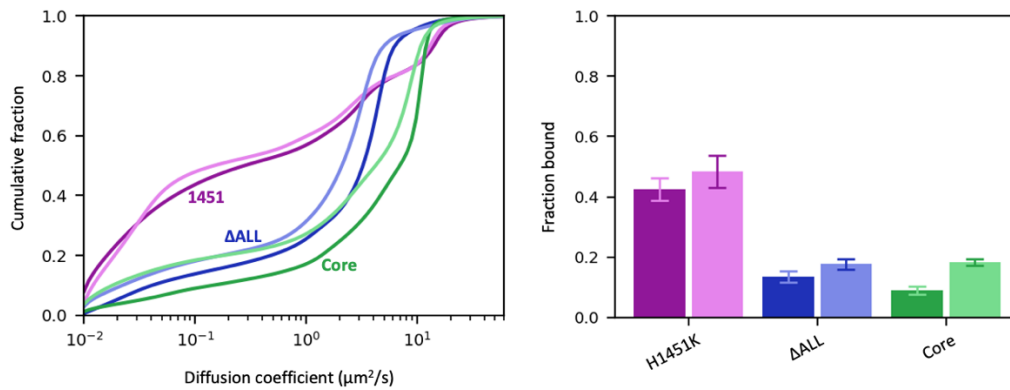 1.0
0.8
0.6
0.4
0.2
0.0
Cumulative fraction
1451
ΔALL
Core
10⁻² 10⁻¹ 10⁰ 10¹
Diffusion coefficient (μm²/s)
1.0
0.8
0.6
0.4
0.2
0.0
Fraction bound
H1451K
ΔALL
Core